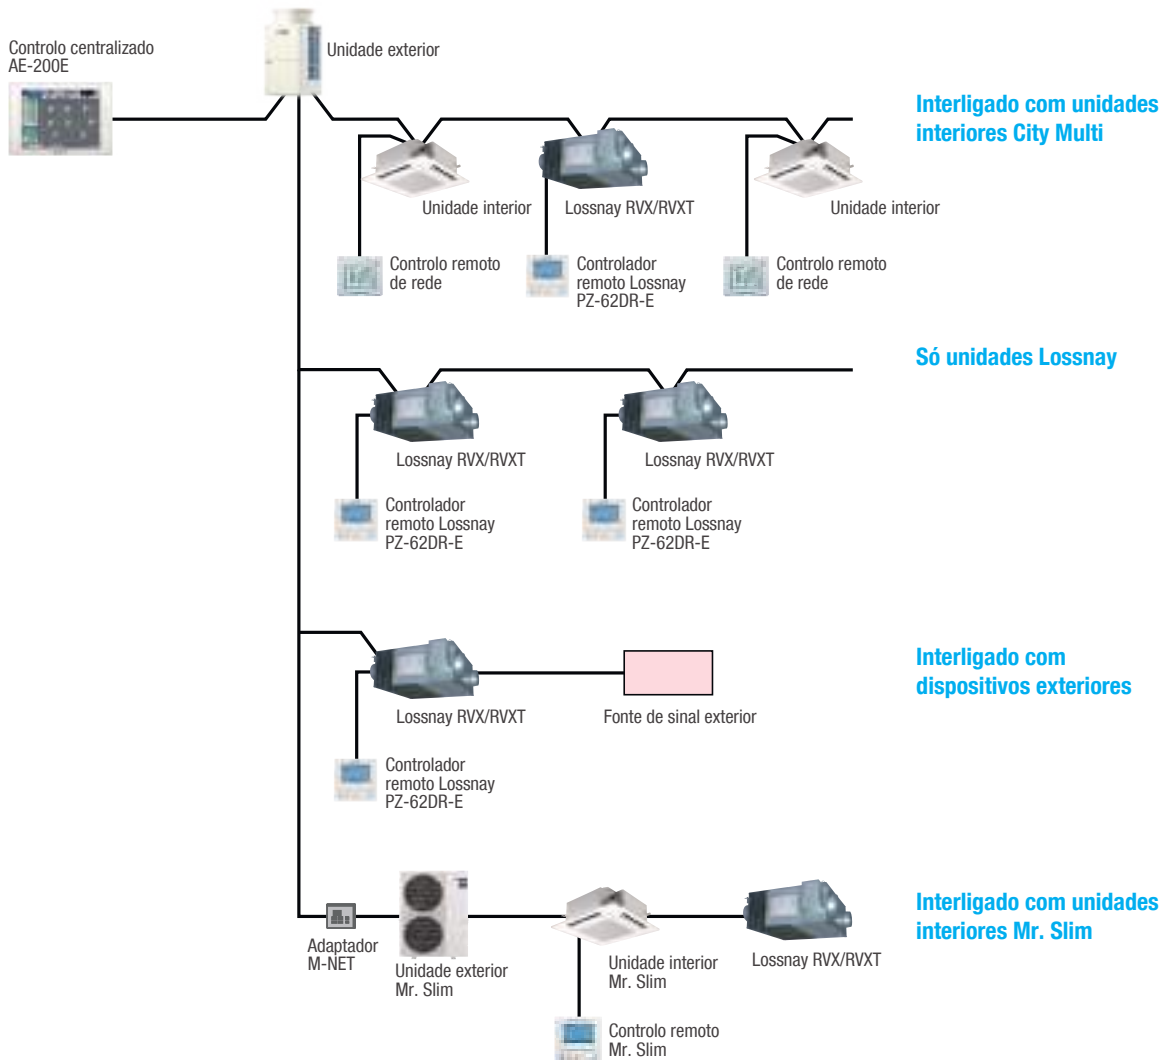 Controlo centralizado
AE-200E
Unidade exterior
Interligado com unidades
interiores City Multi
Unidade interior
Lossnay RVX/RVXT
Unidade interior
Controlo remoto
de rede
Controlador
remoto Lossnay
PZ-62DR-E
Controlo remoto
de rede
Só unidades Lossnay
Lossnay RVX/RVXT
Lossnay RVX/RVXT
Controlador
remoto Lossnay
PZ-62DR-E
Controlador
remoto Lossnay
PZ-62DR-E
Interligado com
dispositivos exteriores
Lossnay RVX/RVXT
Fonte de sinal exterior
Controlador
remoto Lossnay
PZ-62DR-E
Interligado com unidades
interiores Mr. Slim
Adaptador
M-NET
Unidade exterior
Mr. Slim
Unidade interior
Mr. Slim
Lossnay RVX/RVXT
Controlo remoto
Mr. Slim